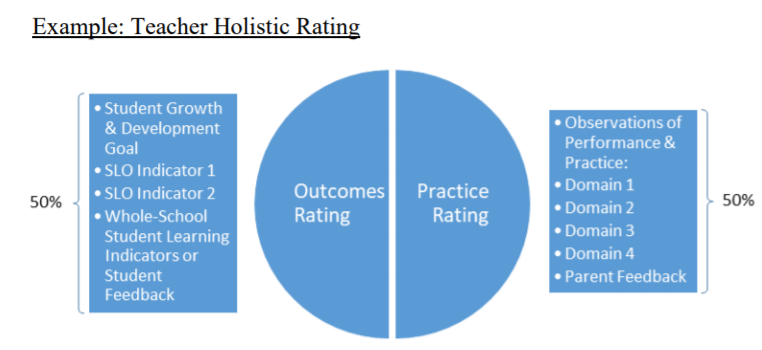 Example: Teacher Holistic Rating
50%
• Student Growth
& Development
Goal
• SLO Indicator 1
• SLO Indicator 2
• Whole-School
Student Learning
Indicators or
Student
Feedback
Outcomes
Rating
Practice
Rating
• Observations of
Performance &
Practice:
• Domain 1
• Domain 2
• Domain 3
• Domain 4
• Parent Feedback
50%